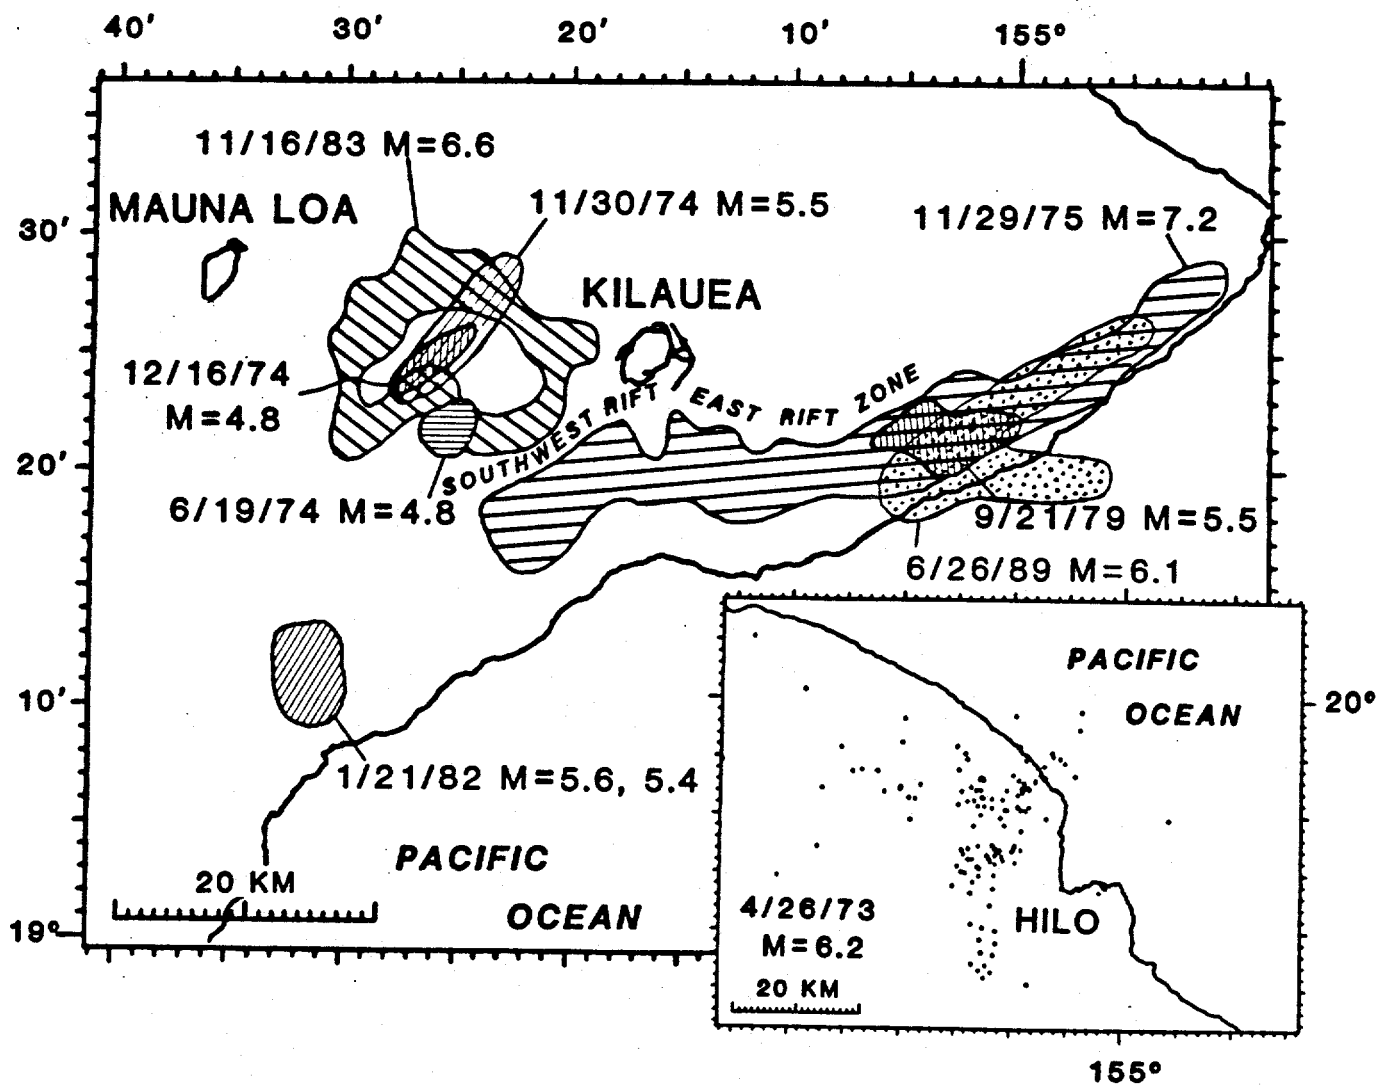 40′ 30′ 20′ 10′ 155°
11/16/83 M=6.6
MAUNA LOA
11/30/74 M=5.5
11/29/75 M=7.2
30′
KILAUEA
12/16/74
M=4.8
SOUTHWEST RIFT
EAST RIFT ZONE
20′
6/19/74 M=4.8
9/21/79 M=5.5
6/26/89 M=6.1
10′
1/21/82 M=5.6, 5.4
PACIFIC
OCEAN
20 KM
19°
PACIFIC
OCEAN
20°
4/26/73
M=6.2
HILO
20 KM
155°